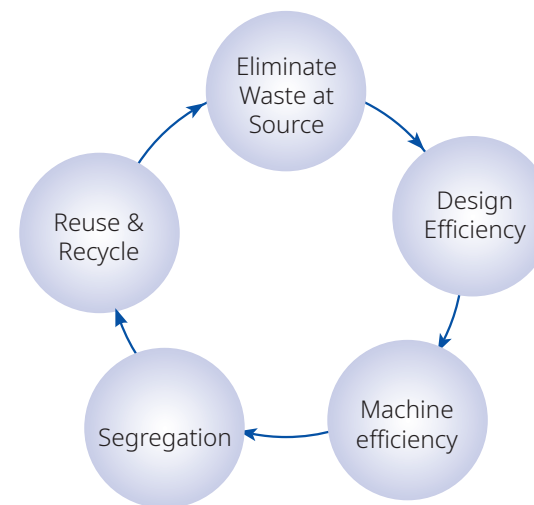 Eliminate
Waste at
Source
Design
Efficiency
Machine
efficiency
Segregation
Reuse &
Recycle